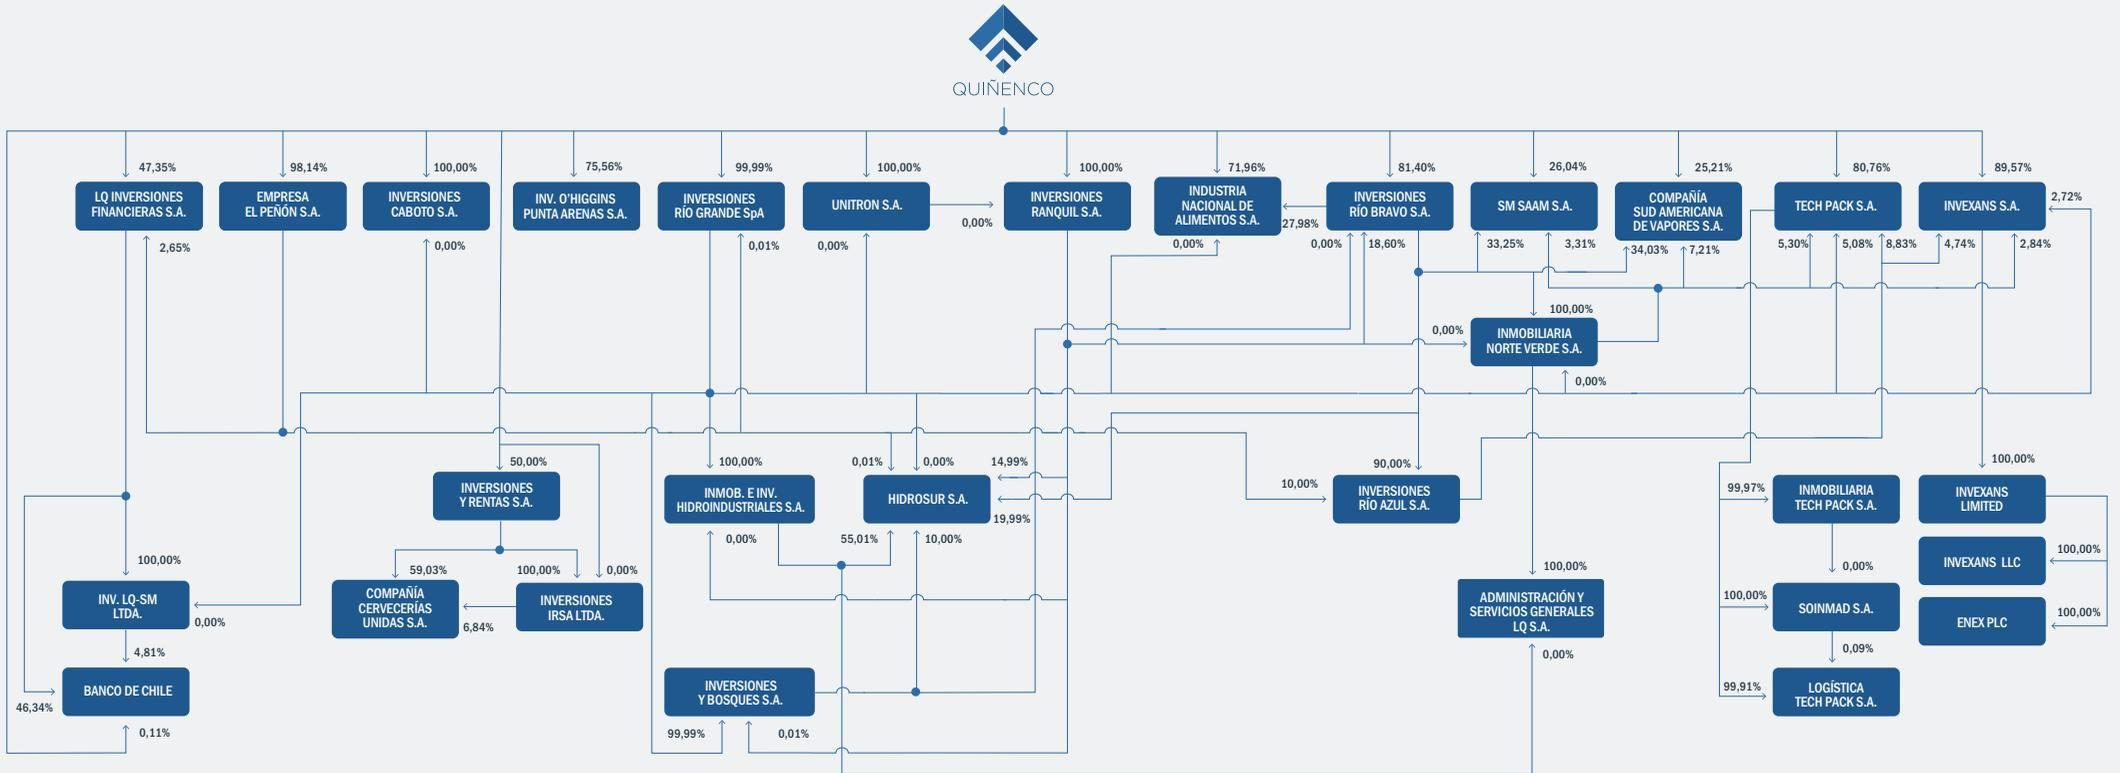 QUIÑENCO
47,35%
98,14%
100,00%
75,56%
99,99%
100,00%
100,00%
71,96%
81,40%
26,04%
25,21%
80,76%
89,57%
LQ INVERSIONES
FINANCIERAS S.A.
EMPRESA
EL PEÑÓN S.A.
INVERSIONES
CABOTO S.A.
INV. O'HIGGINS
PUNTA ARENAS S.A.
INVERSIONES
RÍO GRANDE SpA
UNITRON S.A.
0,00%
INVERSIONES
RANQUIL S.A.
INDUSTRIA
NACIONAL DE
ALIMENTOS S.A.
27,98%
INVERSIONES
RÍO BRAVO S.A.
SM SAAM S.A.
COMPAÑÍA
SUD AMERICANA
DE VAPORES S.A.
TECH PACK S.A.
INVEXANS S.A.
2,72%
2,65%
0,00%
0,01%
0,00%
0,00%
0,00%
18,60%
33,25%
3,31%
34,03%
7,21%
5,30%
5,08%
8,83%
4,74%
2,84%
100,00%
0,00%
INMOBILIARIA
NORTE VERDE S.A.
0,00%
50,00%
100,00%
0,01%
0,00%
14,99%
90,00%
100,00%
INVERSIONES
Y RENTAS S.A.
INMOB. E INV.
HIDROINDUSTRIALES S.A.
HIDROSUR S.A.
19,99%
10,00%
INVERSIONES
RÍO AZUL S.A.
99,97%
INMOBILIARIA
TECH PACK S.A.
INVEXANS
LIMITED
0,00%
55,01%
10,00%
100,00%
59,03%
100,00%
0,00%
100,00%
0,00%
INVEXANS LLC
100,00%
INV. LQ-SM
LTDA.
0,00%
COMPAÑÍA
CERVECERÍAS
UNIDAS S.A.
6,84%
INVERSIONES
IRSA LTDA.
ADMINISTRACIÓN Y
SERVICIOS GENERALES
LQ S.A.
100,00%
SOINMAD S.A.
ENEX PLC
100,00%
4,81%
0,00%
0,09%
BANCO DE CHILE
46,34%
INVERSIONES
Y BOSQUES S.A.
99,91%
LOGÍSTICA
TECH PACK S.A.
0,11%
99,99%
0,01%